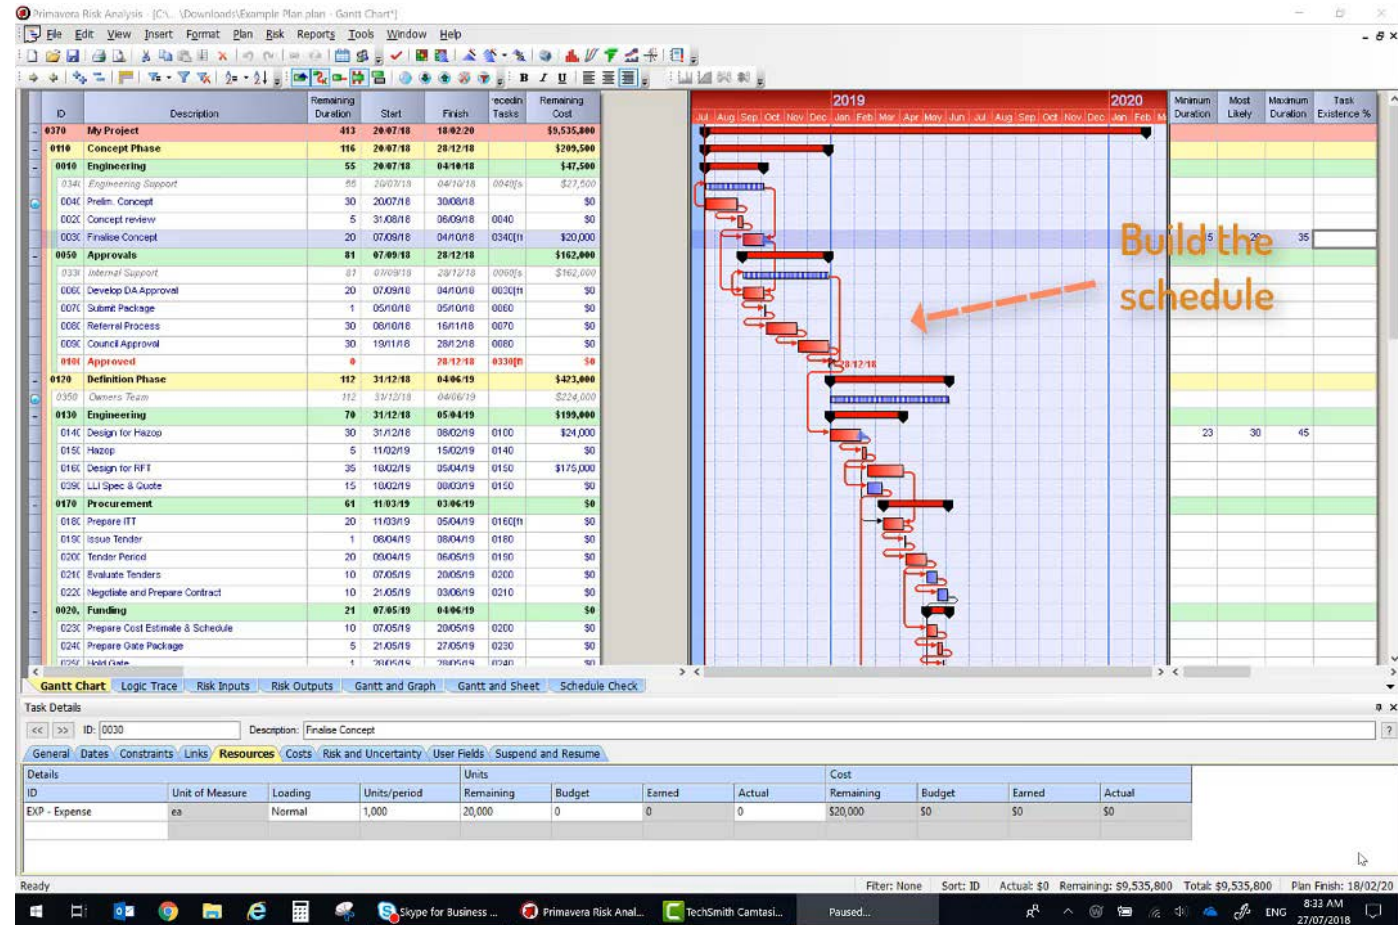 Primavera Risk Analysis - [C:\... \Downloads\Example Plan.plan - Gantt Chart*]
File Edit View Insert Format Plan Risk Reports Tools Window Help
ID Description Remaining Duration Start Finish Tasks Remaining Cost
2019 2020
Jul Aug Sep Oct Nov Dec Jan Feb Mar Apr May Jun Jul Aug Sep Oct Nov Dec Jan Feb
Minimum Duration Most Likely Maximum Duration Task Existence %
0370 My Project 413 20/07/18 18/02/20 $9,535,800
0110 Concept Phase 116 20/07/18 28/12/18 $209,500
0010 Engineering 55 20/07/18 04/10/18 $47,500
Engineering Support 55 20/07/18 04/10/18 $27,500
Prelim. Concept 30 20/07/18 30/08/18 $0
Concept review 5 31/08/18 06/09/18 0040 $0
Finalise Concept 20 07/09/18 04/10/18 $20,000 35
0050 Approvals 81 07/09/18 28/12/18 $162,000
Internal Support 81 07/09/18 28/12/18 $162,000
Develop DA Approval 20 07/09/18 04/10/18 $0
Submit Package 1 05/10/18 05/10/18 0060 $0
Referral Process 30 08/10/18 16/11/18 0070 $0
Council Approval 30 19/11/18 28/12/18 0080 $0
Approved 0 28/12/18 $0
28/12/18
0120 Definition Phase 112 31/12/18 04/06/19 $423,000
0350 Owners Team 112 31/12/18 04/06/19 $224,000
0130 Engineering 70 31/12/18 05/04/19 $199,000
Design for Hazop 30 31/12/18 08/02/19 0100 $24,000 23 30 45
Hazop 5 11/02/19 15/02/19 0140 $0
Design for RFT 35 18/02/19 05/04/19 0150 $175,000
LLI Spec & Quote 15 18/02/19 08/03/19 0150 $0
0170 Procurement 61 11/03/19 03/06/19 $0
Prepare ITT 20 11/03/19 05/04/19 $0
Issue Tender 1 08/04/19 08/04/19 0180 $0
Tender Period 20 09/04/19 06/05/19 0190 $0
Evaluate Tenders 10 07/05/19 20/05/19 0200 $0
Negotiate and Prepare Contract 10 21/05/19 03/06/19 0210 $0
0020, Funding 21 07/05/19 04/06/19 $0
Prepare Cost Estimate & Schedule 10 07/05/19 20/05/19 0200 $0
Prepare Gate Package 5 21/05/19 27/05/19 0230 $0
Hold Gate 1 28/05/19 28/05/19 0240 $0
Build the
schedule
Gantt Chart Logic Trace Risk Inputs Risk Outputs Gantt and Graph Gantt and Sheet Schedule Check
Task Details
<< >> ID: 0030 Description: Finalise Concept ?
General Dates Constraints Links Resources Costs Risk and Uncertainty User Fields Suspend and Resume
Details Units Cost
ID Unit of Measure Loading Units/period Remaining Budget Earned Actual Remaining Budget Earned Actual
EXP - Expense ea Normal 1,000 20,000 0 0 0 $20,000 $0 $0 $0
Ready Filter: None Sort: ID Actual: $0 Remaining: $9,535,800 Total: $9,535,800 Plan Finish: 18/02/20
Skype for Business ... Primavera Risk Anal... TechSmith Camtasi... Paused... ENG 8:33 AM
27/07/2018